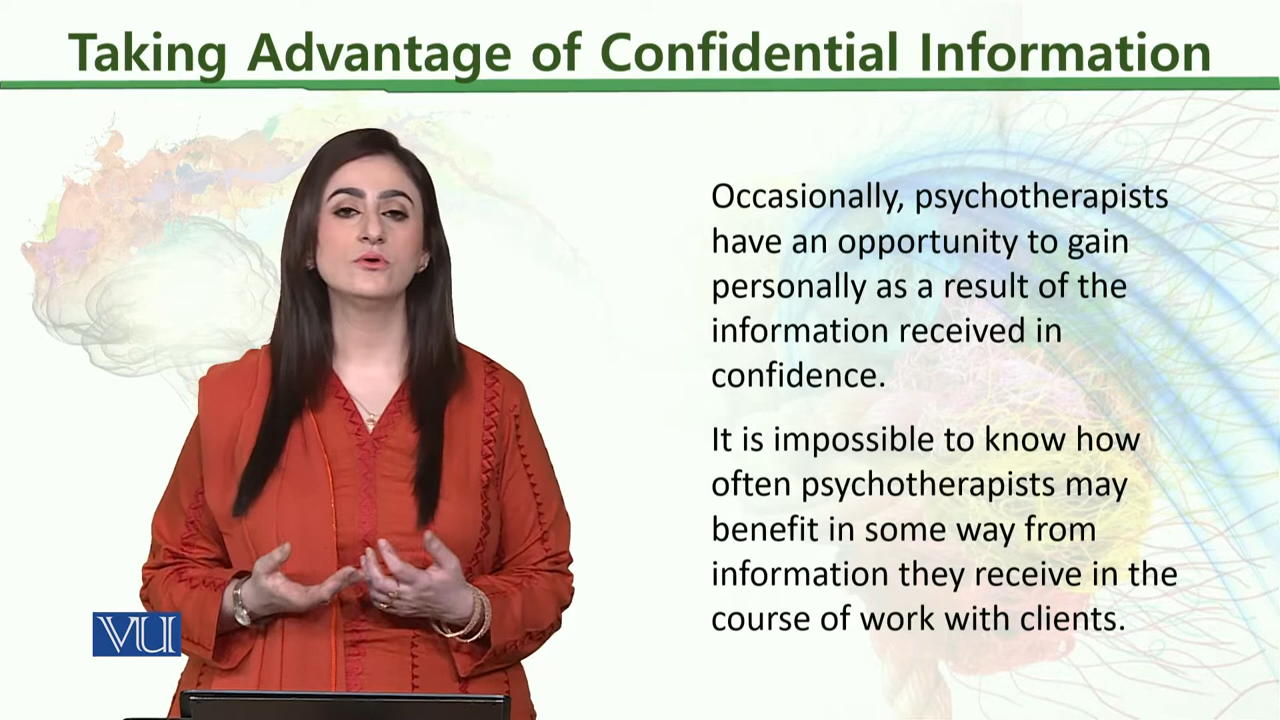 Taking Advantage of Confidential Information
Occasionally, psychotherapists
have an opportunity to gain
personally as a result of the
information received in
confidence.
It is impossible to know how
often psychotherapists may
benefit in some way from
information they receive in the
course of work with clients.
VU